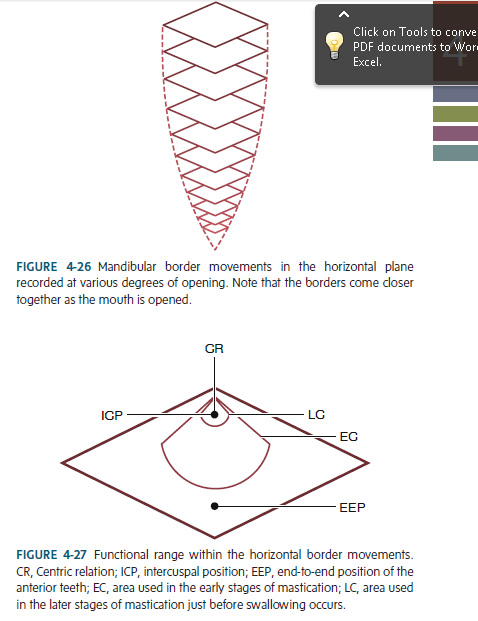 Click on Tools to conve
PDF documents to Wor
Excel.
FIGURE 4-26 Mandibular border movements in the horizontal plane
recorded at various degrees of opening. Note that the borders come closer
together as the mouth is opened.
CR
ICP
LC
EC
EEP
FIGURE 4-27 Functional range within the horizontal border movements.
CR, Centric relation; ICP, intercuspal position; EEP, end-to-end position of the
anterior teeth; EC, area used in the early stages of mastication; LC, area used
in the later stages of mastication just before swallowing occurs.